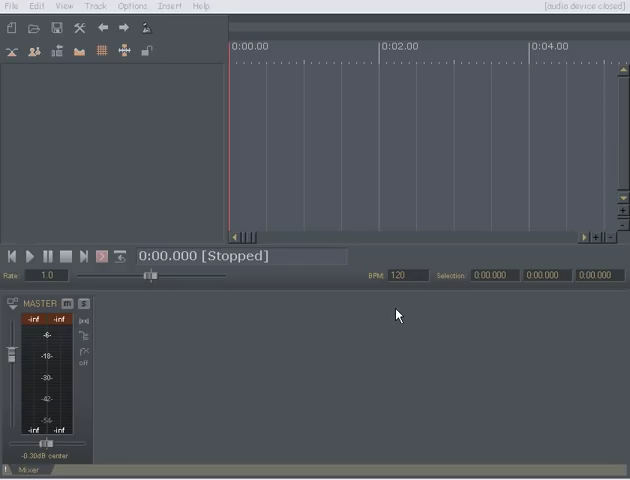 File Edit View Track Options Insert Help [audio device closed]
0:00.00 0:02.00 0:04.00
0:00.000 [Stopped]
Rate: 1.0 BPM: 120 Selection: 0:00.000 0:00.000 0:00.000
MASTER m S
-inf -inf
-6-
-18-
-30-
-42-
-54-
-inf -inf
off
-0.30dB center
! Mixer